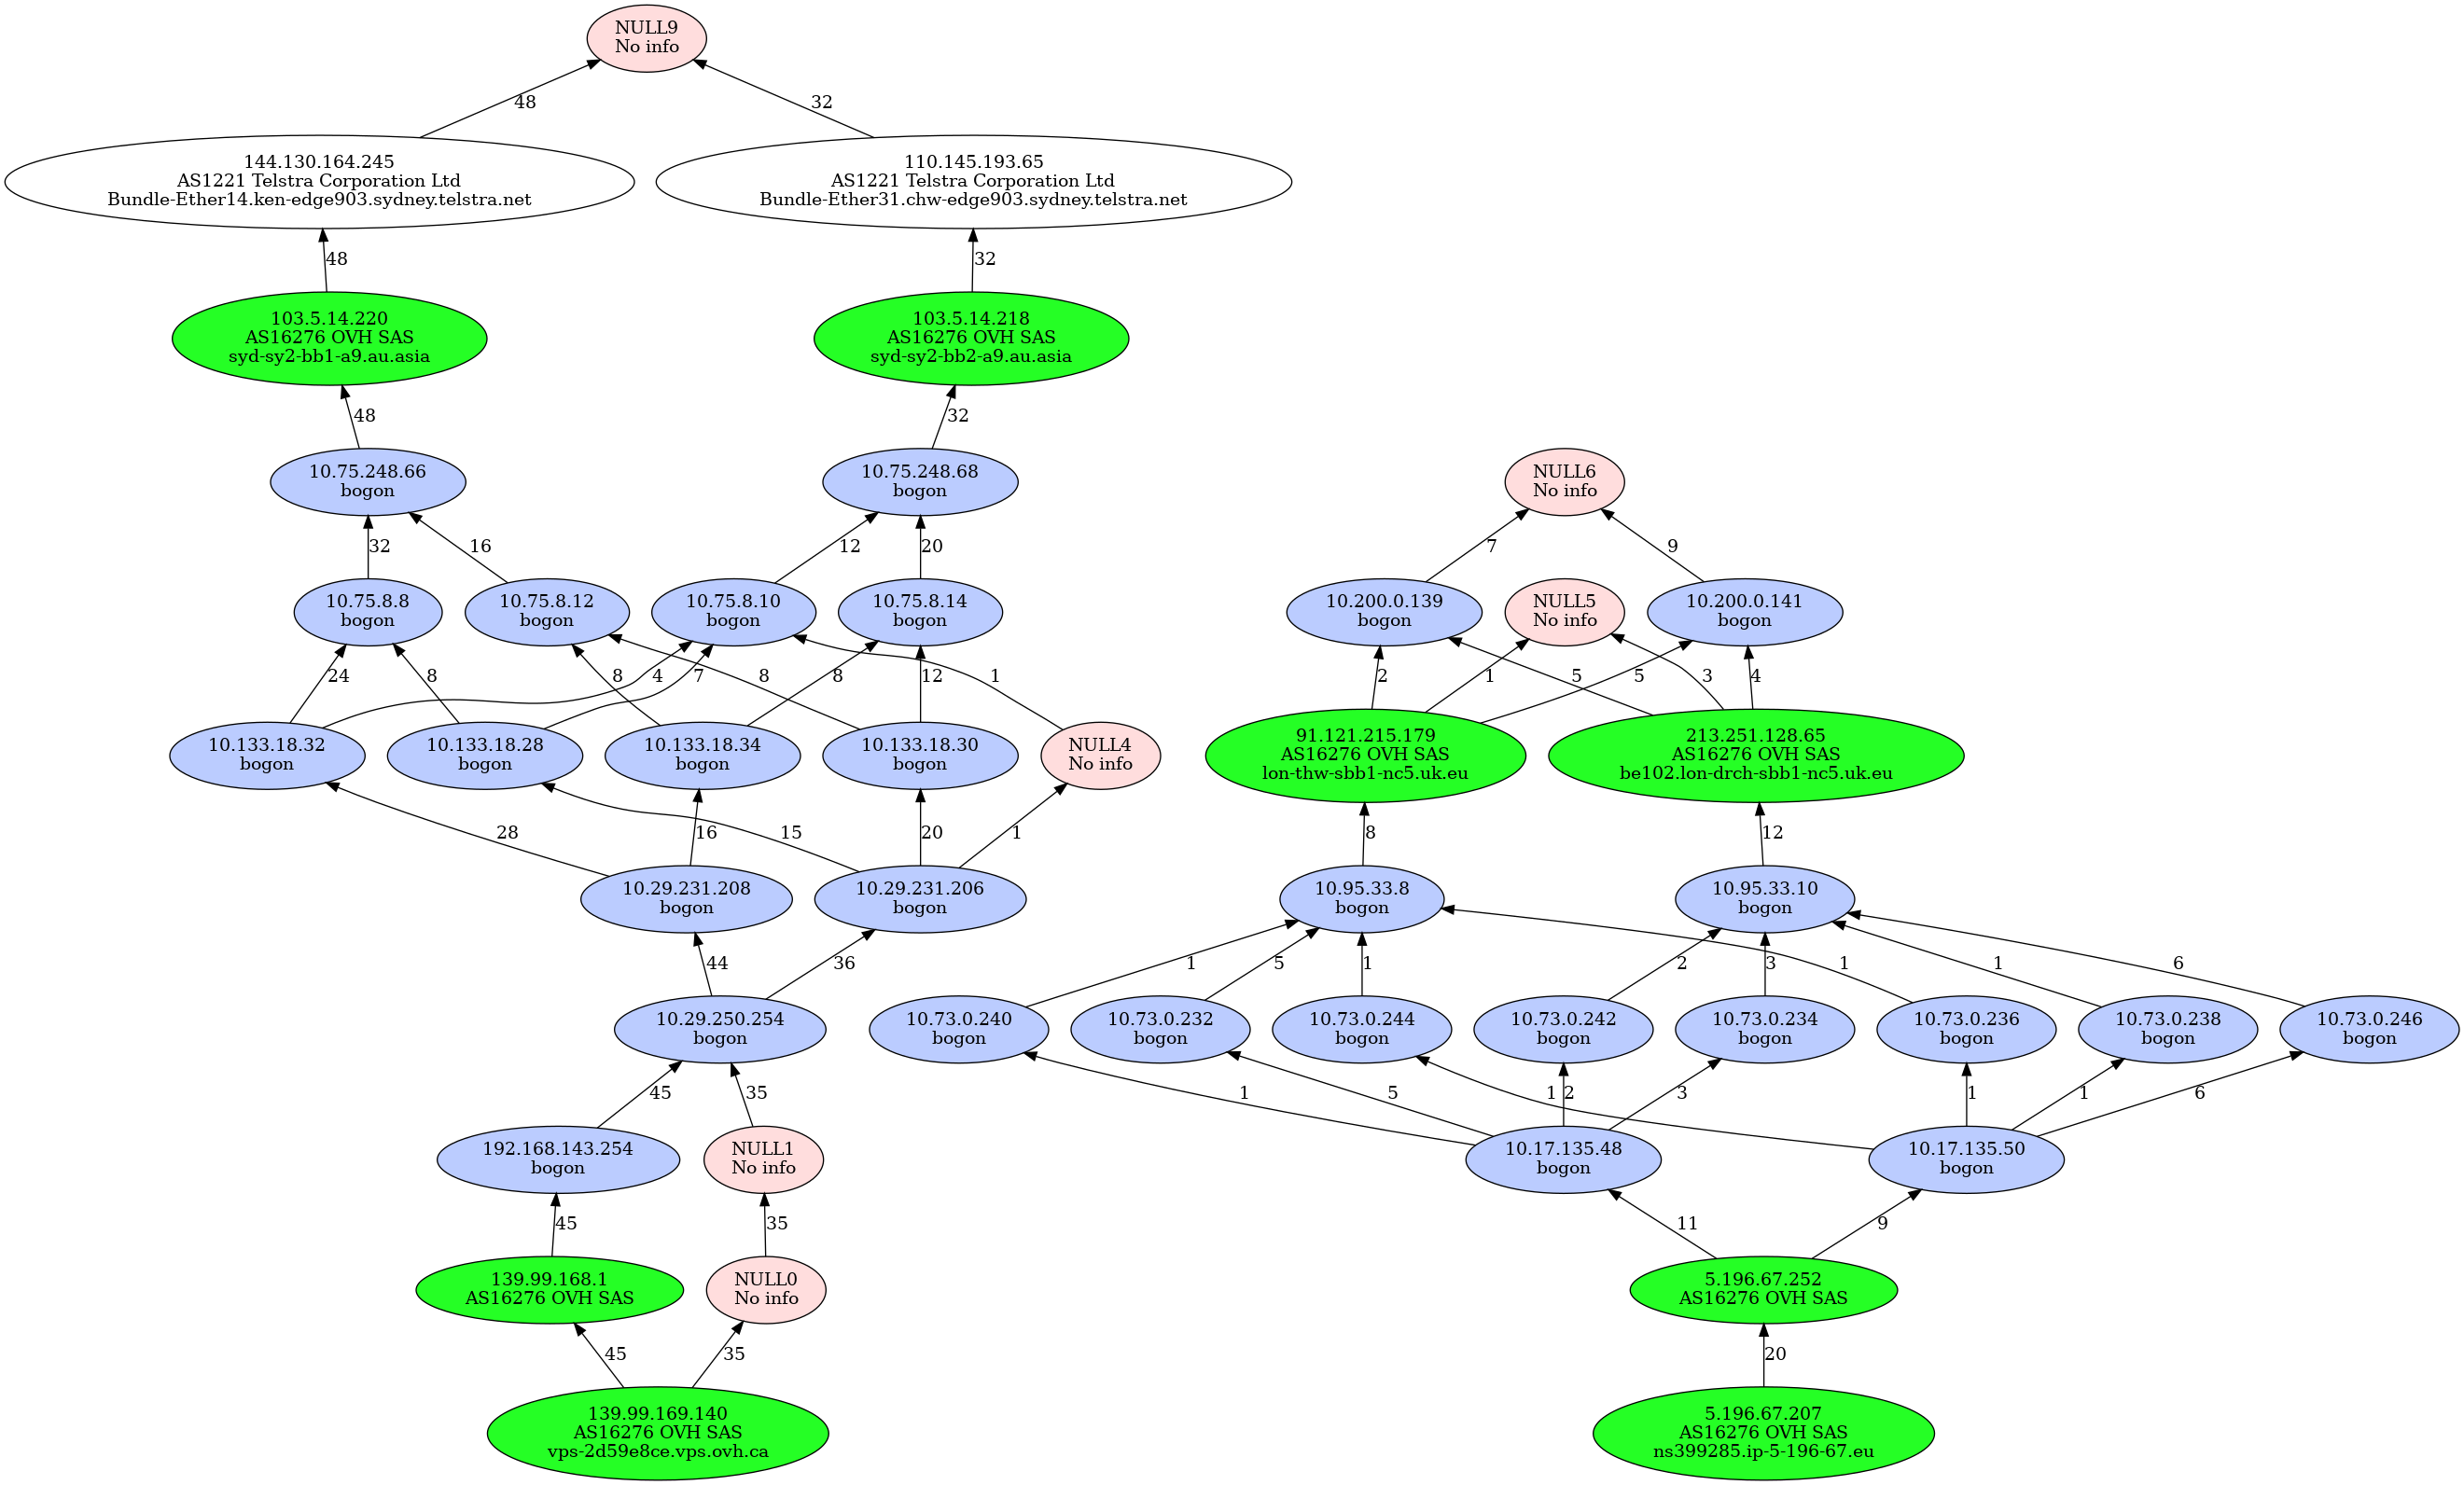 NULL9
No info
48
32
144.130.164.245
AS1221 Telstra Corporation Ltd
Bundle-Ether14.ken-edge903.sydney.telstra.net
110.145.193.65
AS1221 Telstra Corporation Ltd
Bundle-Ether31.chw-edge903.sydney.telstra.net
48
32
103.5.14.220
AS16276 OVH SAS
syd-sy2-bb1-a9.au.asia
103.5.14.218
AS16276 OVH SAS
syd-sy2-bb2-a9.au.asia
48
32
10.75.248.66
bogon
10.75.248.68
bogon
NULL6
No info
32
16
12
20
7
9
10.75.8.8
bogon
10.75.8.12
bogon
10.75.8.10
bogon
10.75.8.14
bogon
10.200.0.139
bogon
NULL5
No info
10.200.0.141
bogon
24
8
8
4
7
8
8
12
1
2
1
5
5
3
4
10.133.18.32
bogon
10.133.18.28
bogon
10.133.18.34
bogon
10.133.18.30
bogon
NULL4
No info
91.121.215.179
AS16276 OVH SAS
lon-thw-sbb1-nc5.uk.eu
213.251.128.65
AS16276 OVH SAS
be102.lon-drch-sbb1-nc5.uk.eu
28
16
15
20
1
8
12
10.29.231.208
bogon
10.29.231.206
bogon
10.95.33.8
bogon
10.95.33.10
bogon
44
36
1
5
1
2
3
1
1
6
10.29.250.254
bogon
10.73.0.240
bogon
10.73.0.232
bogon
10.73.0.244
bogon
10.73.0.242
bogon
10.73.0.234
bogon
10.73.0.236
bogon
10.73.0.238
bogon
10.73.0.246
bogon
45
35
1
5
1
2
3
1
1
6
192.168.143.254
bogon
NULL1
No info
10.17.135.48
bogon
10.17.135.50
bogon
45
35
11
9
139.99.168.1
AS16276 OVH SAS
NULL0
No info
5.196.67.252
AS16276 OVH SAS
45
35
20
139.99.169.140
AS16276 OVH SAS
vps-2d59e8ce.vps.ovh.ca
5.196.67.207
AS16276 OVH SAS
ns399285.ip-5-196-67.eu